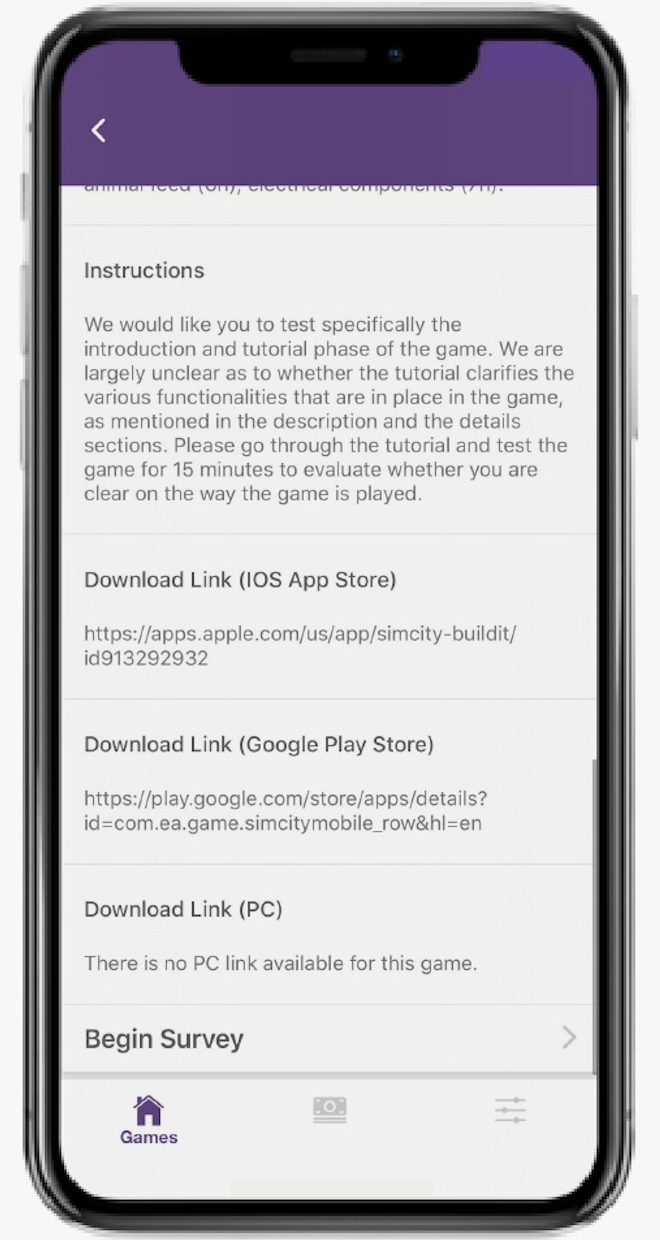 animal feed (6h), electrical components (7h).
Instructions
We would like you to test specifically the
introduction and tutorial phase of the game. We are
largely unclear as to whether the tutorial clarifies the
various functionalities that are in place in the game,
as mentioned in the description and the details
sections. Please go through the tutorial and test the
game for 15 minutes to evaluate whether you are
clear on the way the game is played.
Download Link (IOS App Store)
https://apps.apple.com/us/app/simcity-buildit/
id913292932
Download Link (Google Play Store)
https://play.google.com/store/apps/details?
id=com.ea.game.simcitymobile_row&hl=en
Download Link (PC)
There is no PC link available for this game.
Begin Survey
Games